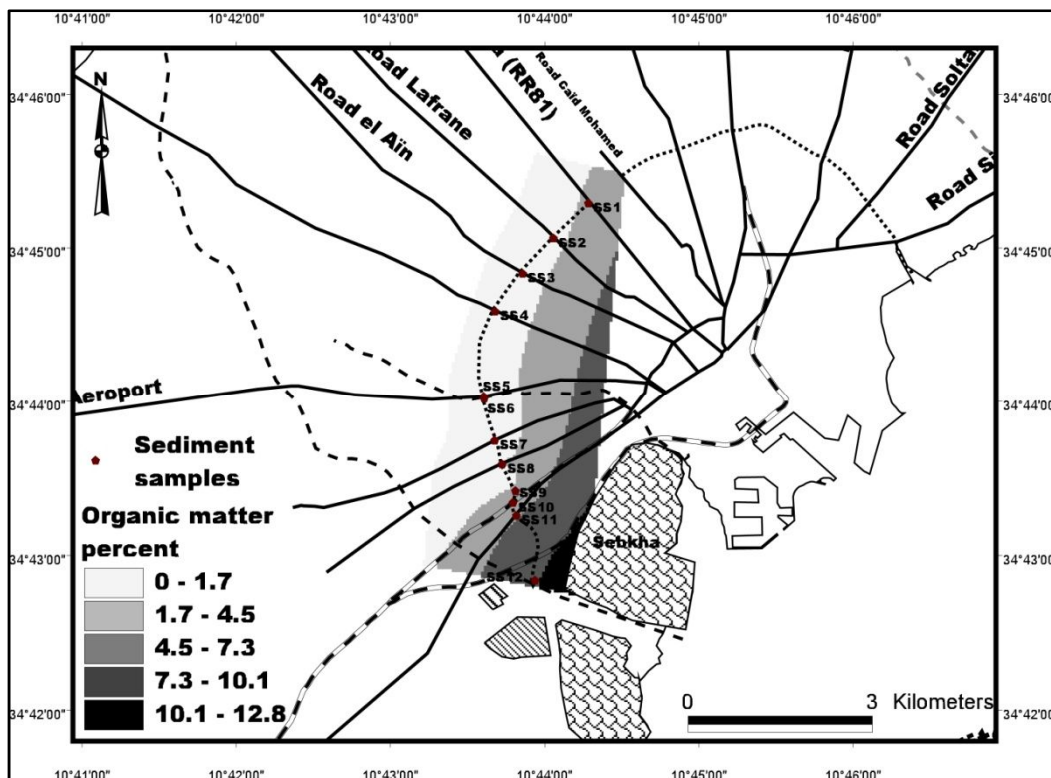 10°41'00" 10°42'00" 10°43'00" 10°44'00" 10°45'00" 10°46'00"
34°46'00" 34°46'00"
34°45'00" 34°45'00"
34°44'00" 34°44'00"
34°43'00" 34°43'00"
34°42'00" 34°42'00"
N
Road el Aïn
Road Lafrane
(RR81)
Road Caïd Mohamed
Road
Road
SS1
SS2
SS3
SS4
SS5
SS6
SS7
SS8
SS9
SS10
SS11
SS12
Sebkha
Sediment
samples
Organic matter
percent
0 - 1.7
1.7 - 4.5
4.5 - 7.3
7.3 - 10.1
10.1 - 12.8
0 3 Kilometers
10°41'00" 10°42'00" 10°43'00" 10°44'00" 10°45'00" 10°46'00"